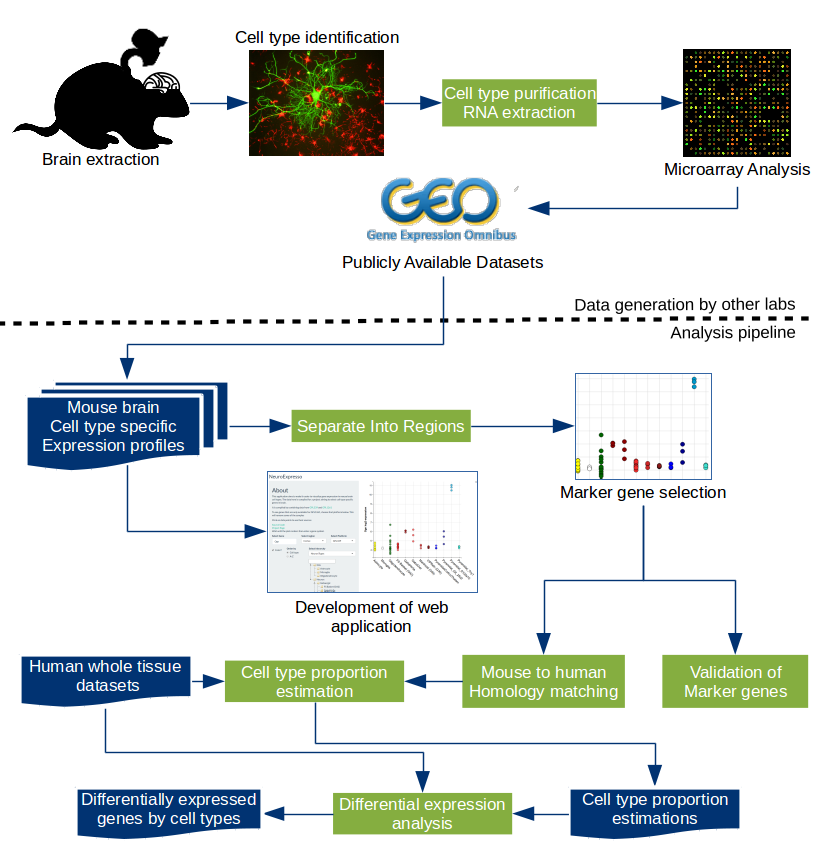 Cell type identification
Brain extraction
Cell type purification
RNA extraction
Microarray Analysis
GEO
Gene Expression Omnibus
Publicly Available Datasets
Data generation by other labs
Analysis pipeline
Mouse brain
Cell type specific
Expression profiles
Separate Into Regions
Marker gene selection
NeuroExpresso
About
Development of web
application
Human whole tissue
datasets
Cell type proportion
estimation
Mouse to human
Homology matching
Validation of
Marker genes
Differentially expressed
genes by cell types
Differential expression
analysis
Cell type proportion
estimations